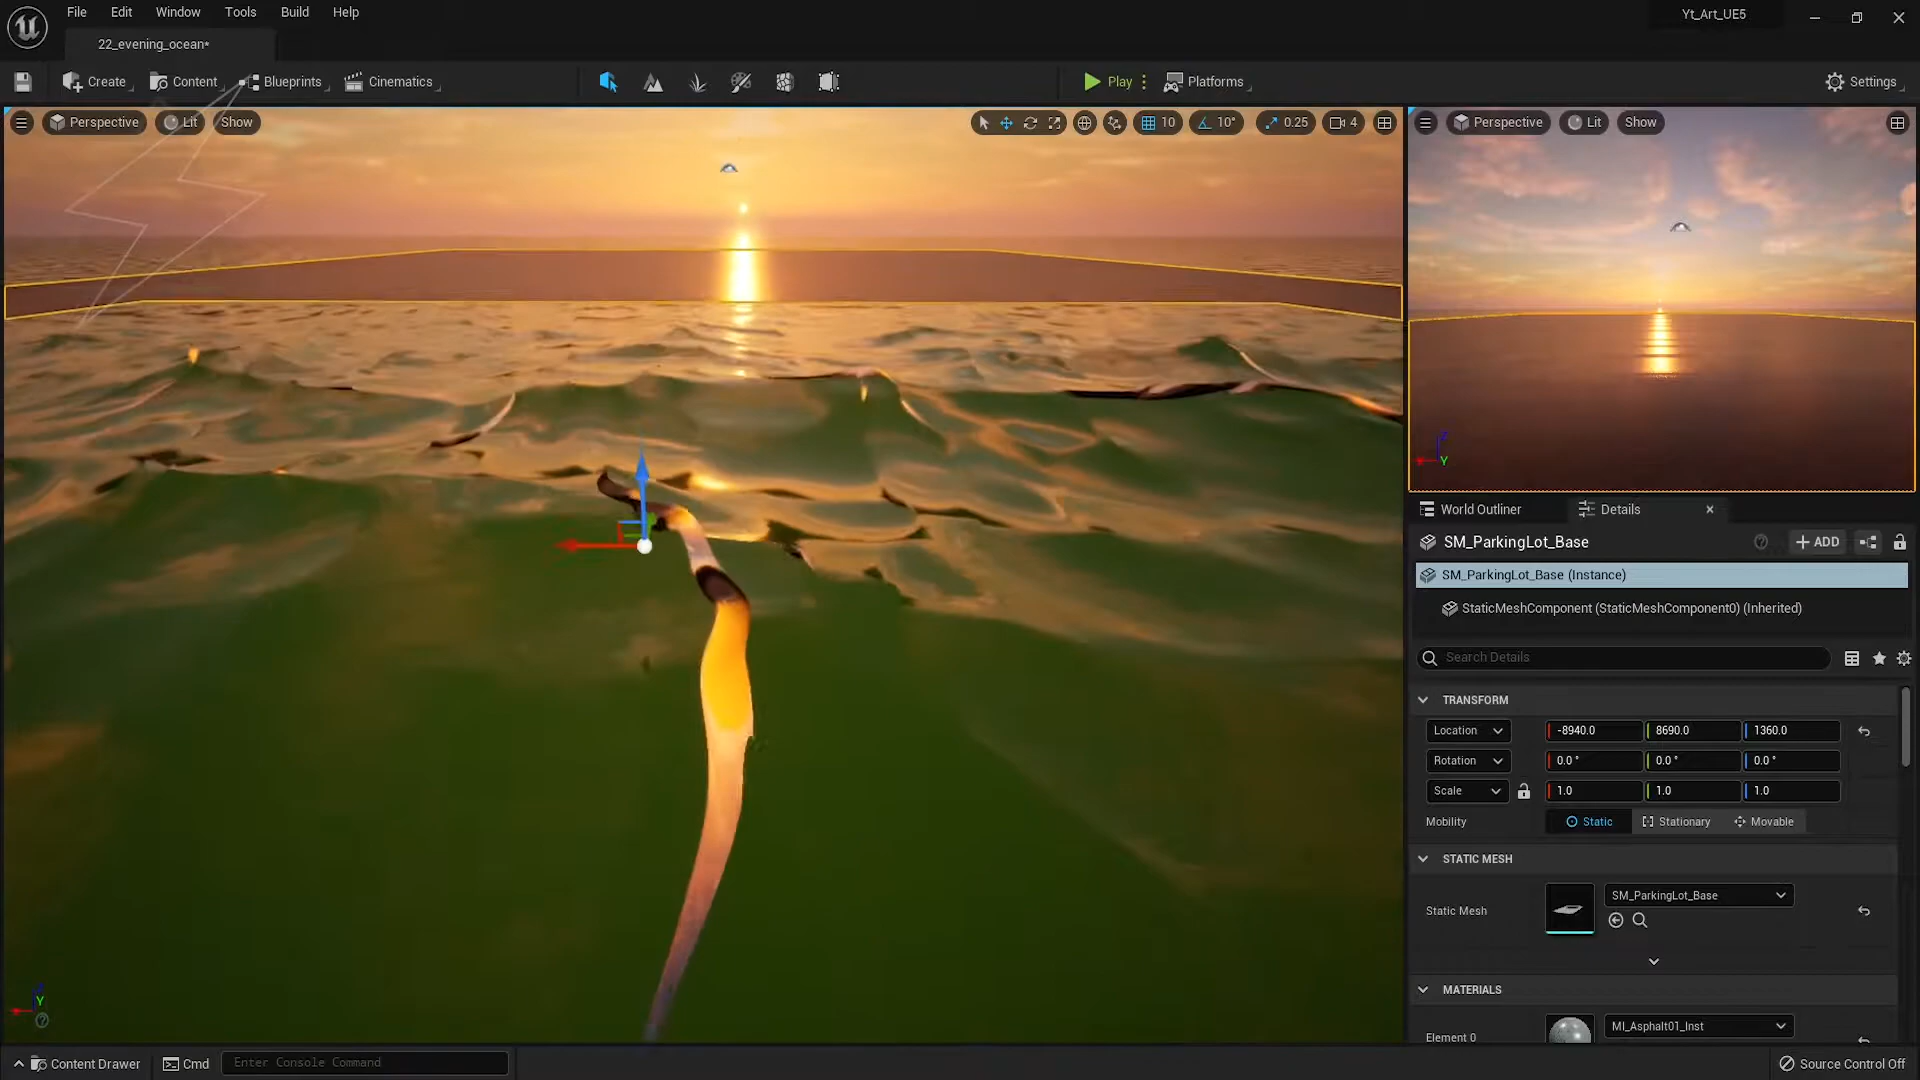 File Edit Window Tools Build Help
Yt_Art_UE5
22_evening_ocean*
Create Content Blueprints Cinematics Play Platforms Settings
Perspective Lit Show 10 10° 0.25 4
Perspective Lit Show
Z
Y
World Outliner Details
SM_ParkingLot_Base + ADD
SM_ParkingLot_Base (Instance)
StaticMeshComponent (StaticMeshComponent0) (Inherited)
Search Details
TRANSFORM
Location -8940.0 8690.0 1360.0
Rotation 0.0 ° 0.0 ° 0.0 °
Scale 1.0 1.0 1.0
Mobility Static Stationary Movable
STATIC MESH
Static Mesh SM_ParkingLot_Base
MATERIALS
Element 0 MI_Asphalt01_Inst
Z
Y
Content Drawer Cmd Enter Console Command Source Control Off